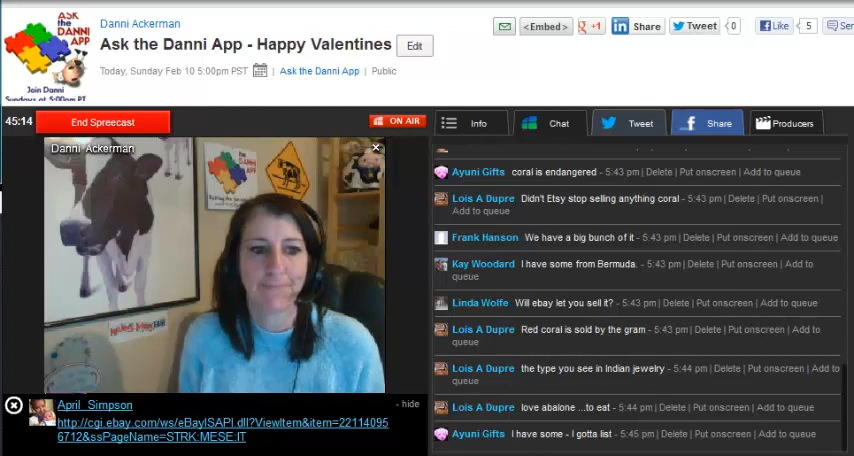 ASK
the
DANNI
APP
Join Danni
Sundays at 5:00pm PT
Danni Ackerman
Ask the Danni App - Happy Valentines
Edit
Today, Sunday Feb 10 5:00pm PST | Ask the Danni App | Public
<Embed>
g +1
in Share
Tweet
0
Like
5
45:14
End Spreecast
ON AIR
Info
Chat
Tweet
Share
Producers
Danni Ackerman
ASK
the
DANNI
APP
Ayuni Gifts coral is endangered - 5:43 pm | Delete | Put onscreen | Add to queue
Lois A Dupre Didn't Etsy stop selling anything coral - 5:43 pm | Delete | Put onscreen |
Add to queue
Frank Hanson We have a big bunch of it - 5:43 pm | Delete | Put onscreen | Add to queue
Kay Woodard I have some from Bermuda. - 5:43 pm | Delete | Put onscreen | Add to
queue
Linda Wolfe Will ebay let you sell it? - 5:43 pm | Delete | Put onscreen | Add to queue
Lois A Dupre Red coral is sold by the gram - 5:43 pm | Delete | Put onscreen | Add to
queue
Lois A Dupre the type you see in Indian jewelry - 5:44 pm | Delete | Put onscreen | Add to
queue
Lois A Dupre love abalone ...to eat - 5:44 pm | Delete | Put onscreen | Add to queue
Ayuni Gifts I have some - I gotta list - 5:45 pm | Delete | Put onscreen | Add to queue
April Simpson
- hide
http://cgi.ebay.com/ws/eBayISAPI.dll?ViewItem&item=22114095
6712&ssPageName=STRK:MESE:IT